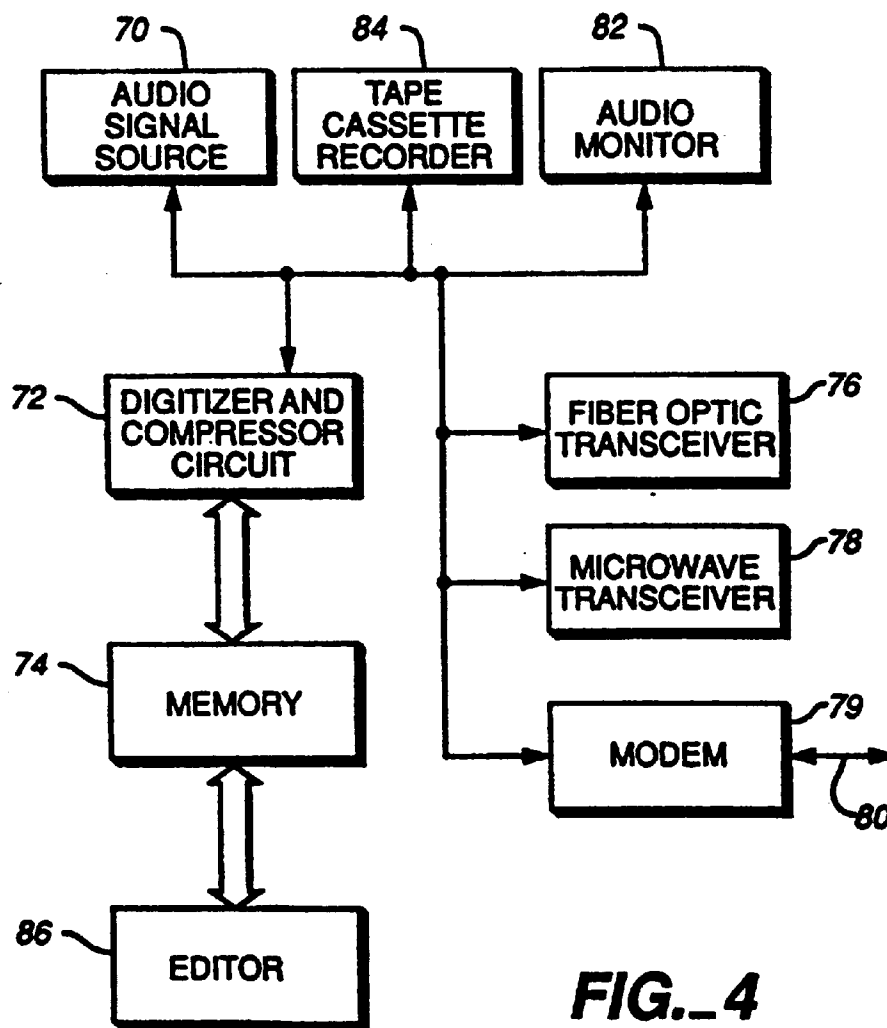 70
84
82
AUDIO
SIGNAL
SOURCE
TAPE
CASSETTE
RECORDER
AUDIO
MONITOR
72
DIGITIZER AND
COMPRESSOR
CIRCUIT
76
FIBER OPTIC
TRANSCEIVER
78
MICROWAVE
TRANSCEIVER
74
MEMORY
79
MODEM
80
86
EDITOR
FIG._4